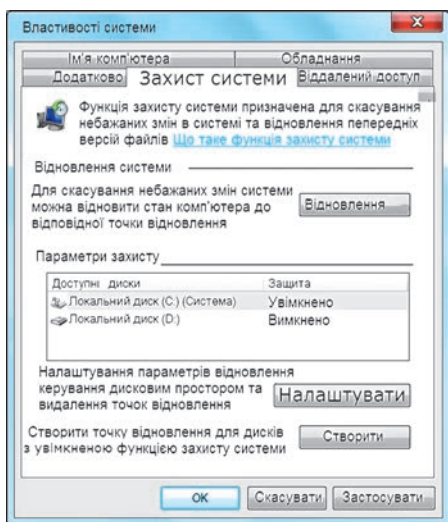 Властивості системи
Ім'я комп'ютера
Обладнання
Додатково
Захист системи
Віддалений доступ
Функція захисту системи призначена для скасування
небажаних змін в системі та відновлення пепередніх
версій файлів Що таке функція захисту системи
Відновлення системи
Для скасування небажаних змін системи
можна відновити стан комп'ютера до
відповідної точки відновлення
Відновлення
Параметри захисту
Доступні диски
Защита
Локальний диск (C:) (Система)
Увімкнено
Локальний диск (D:)
Вимкнено
Налаштування параметрів відновлення
керування дисковим простором та
видалення точок відновлення
Налаштувати
Створити точку відновлення для дисків
з увімкненою функцією захисту системи
Створити
ОК
Скасувати
Застосувати